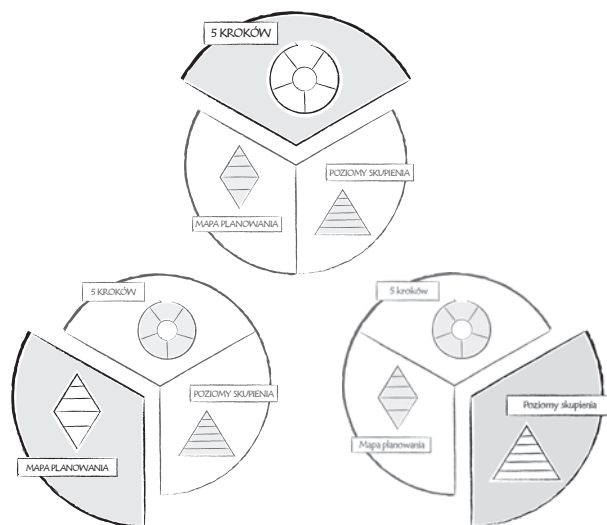 5 KROKÓW
POZIOMY SKUPIENIA
MAPA PLANOWANIA
5 KROKÓW
POZIOMY SKUPIENIA
MAPA PLANOWANIA
5 kroków
Poziomy skupienia
Mapa planowania